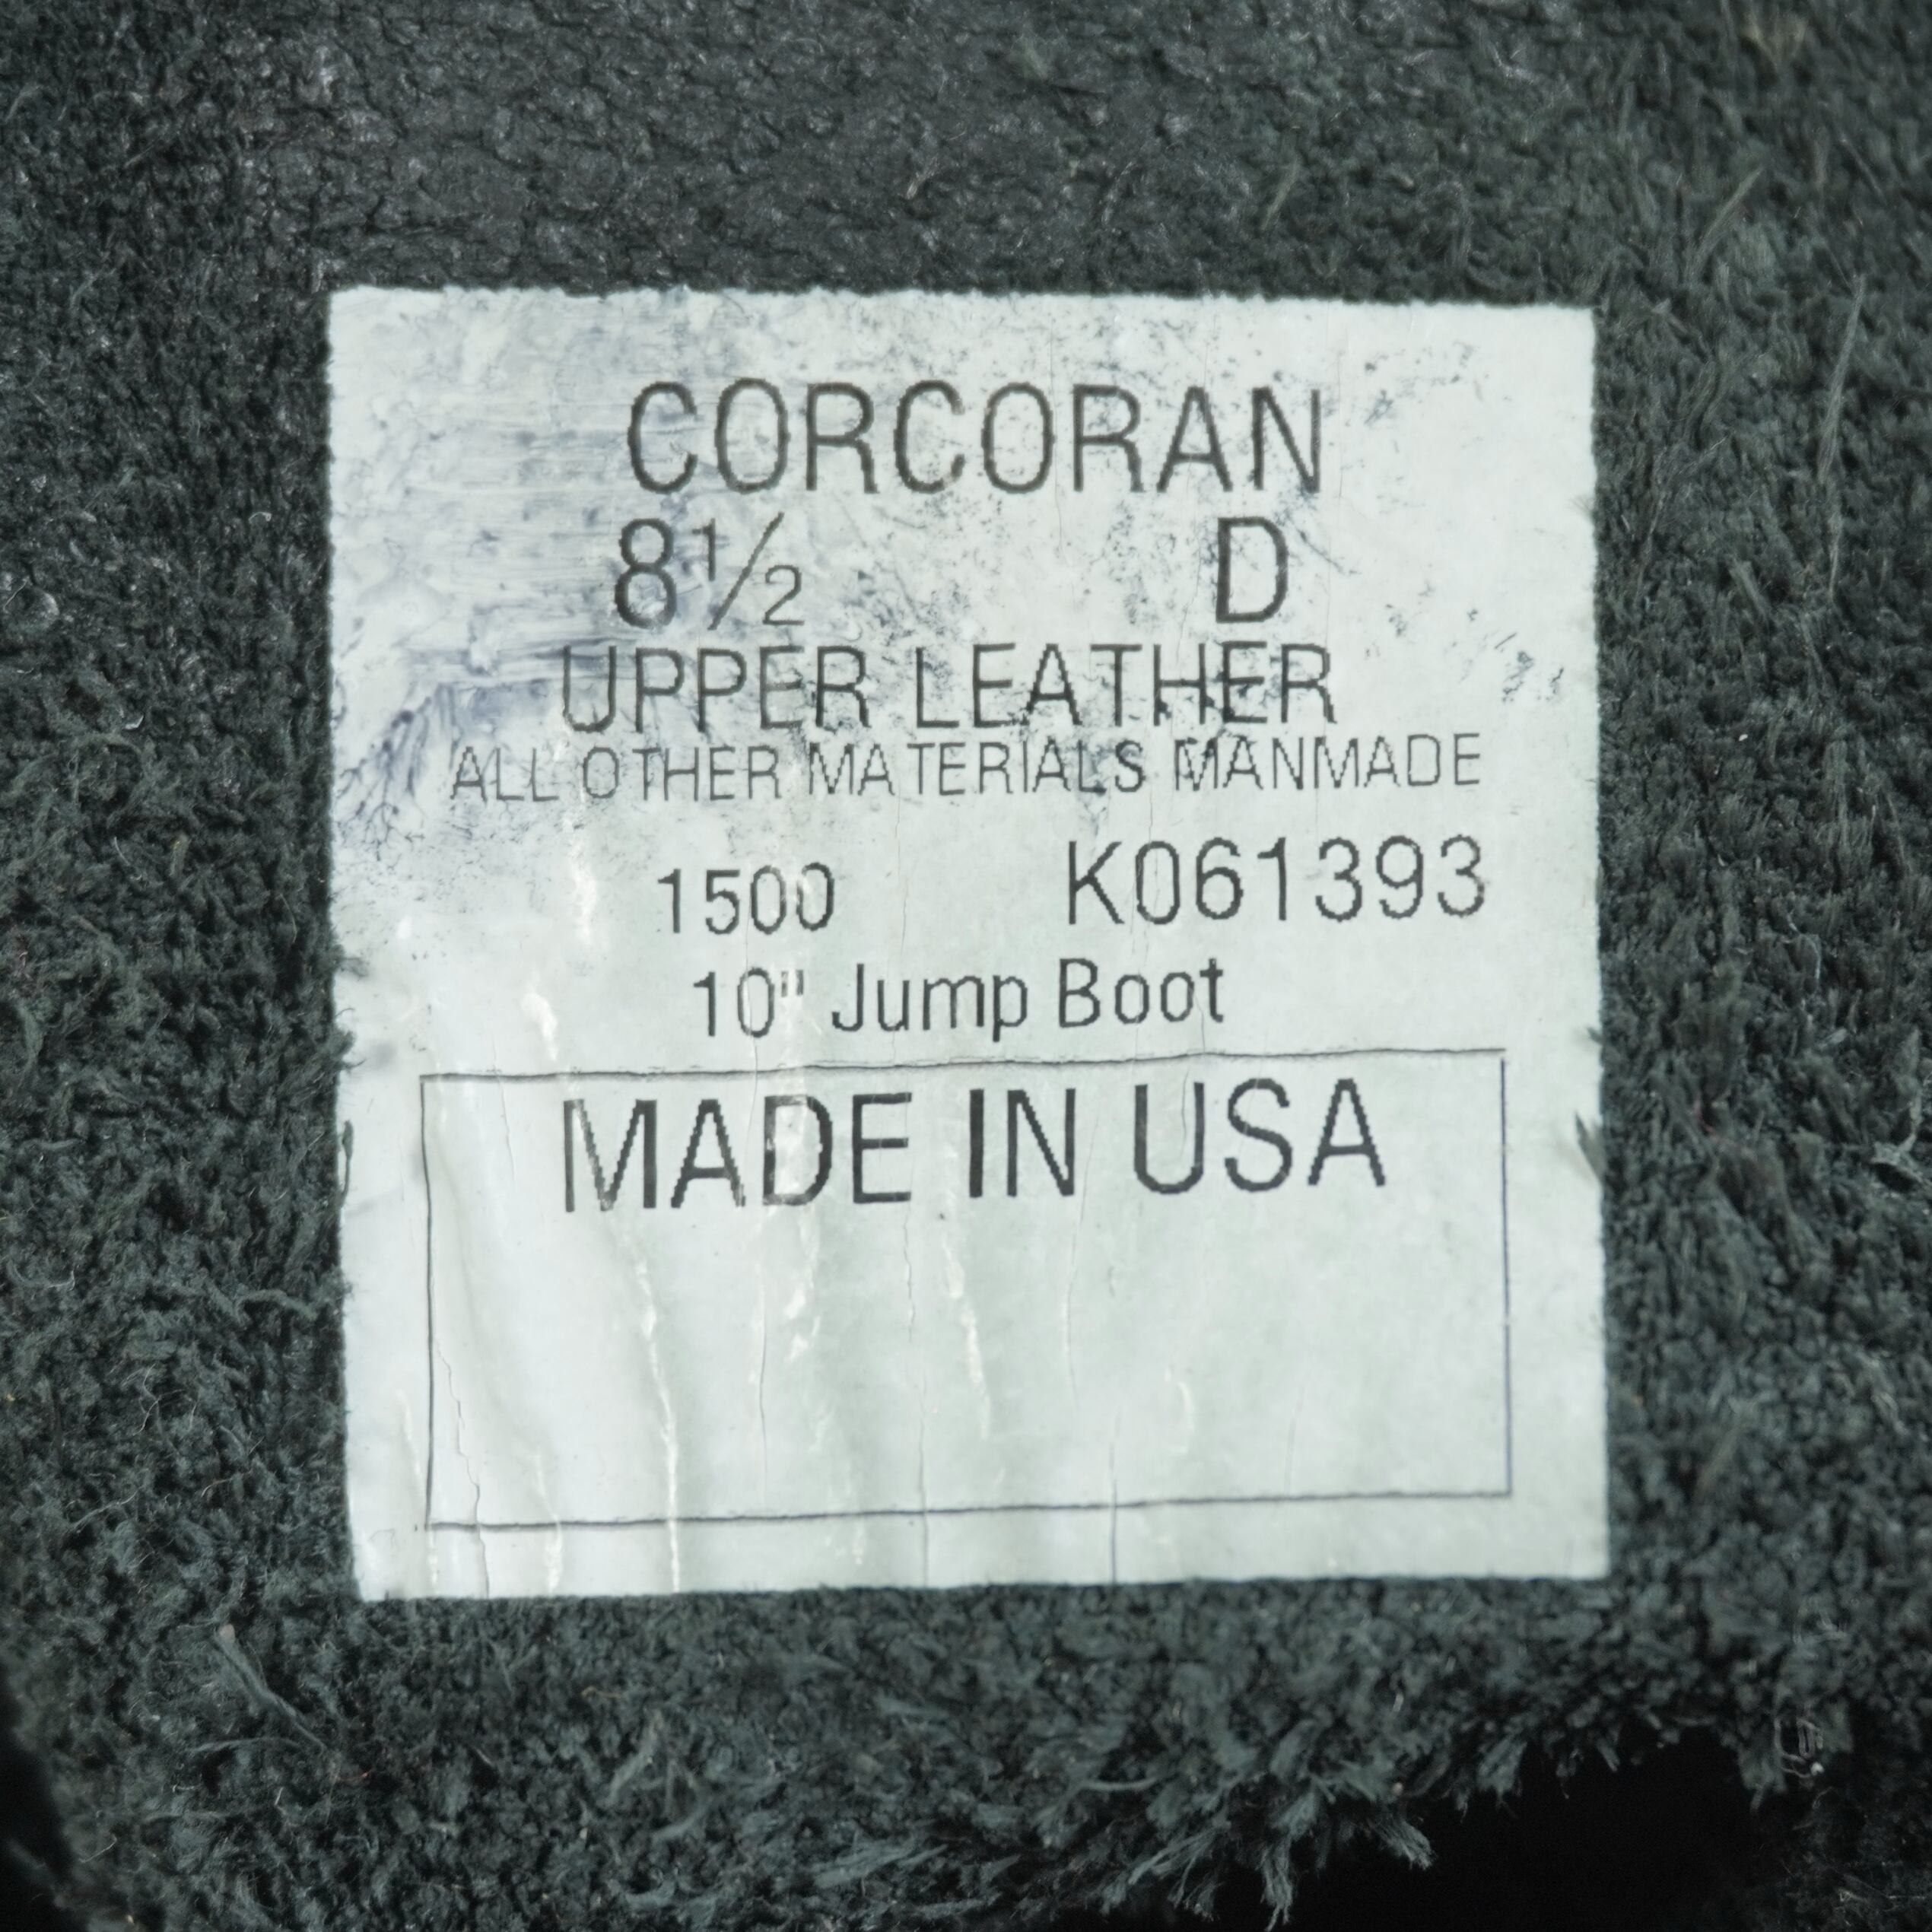 CORCORAN
8½ D
UPPER LEATHER
ALL OTHER MATERIALS MANMADE
1500 K061393
10" Jump Boot
MADE IN USA